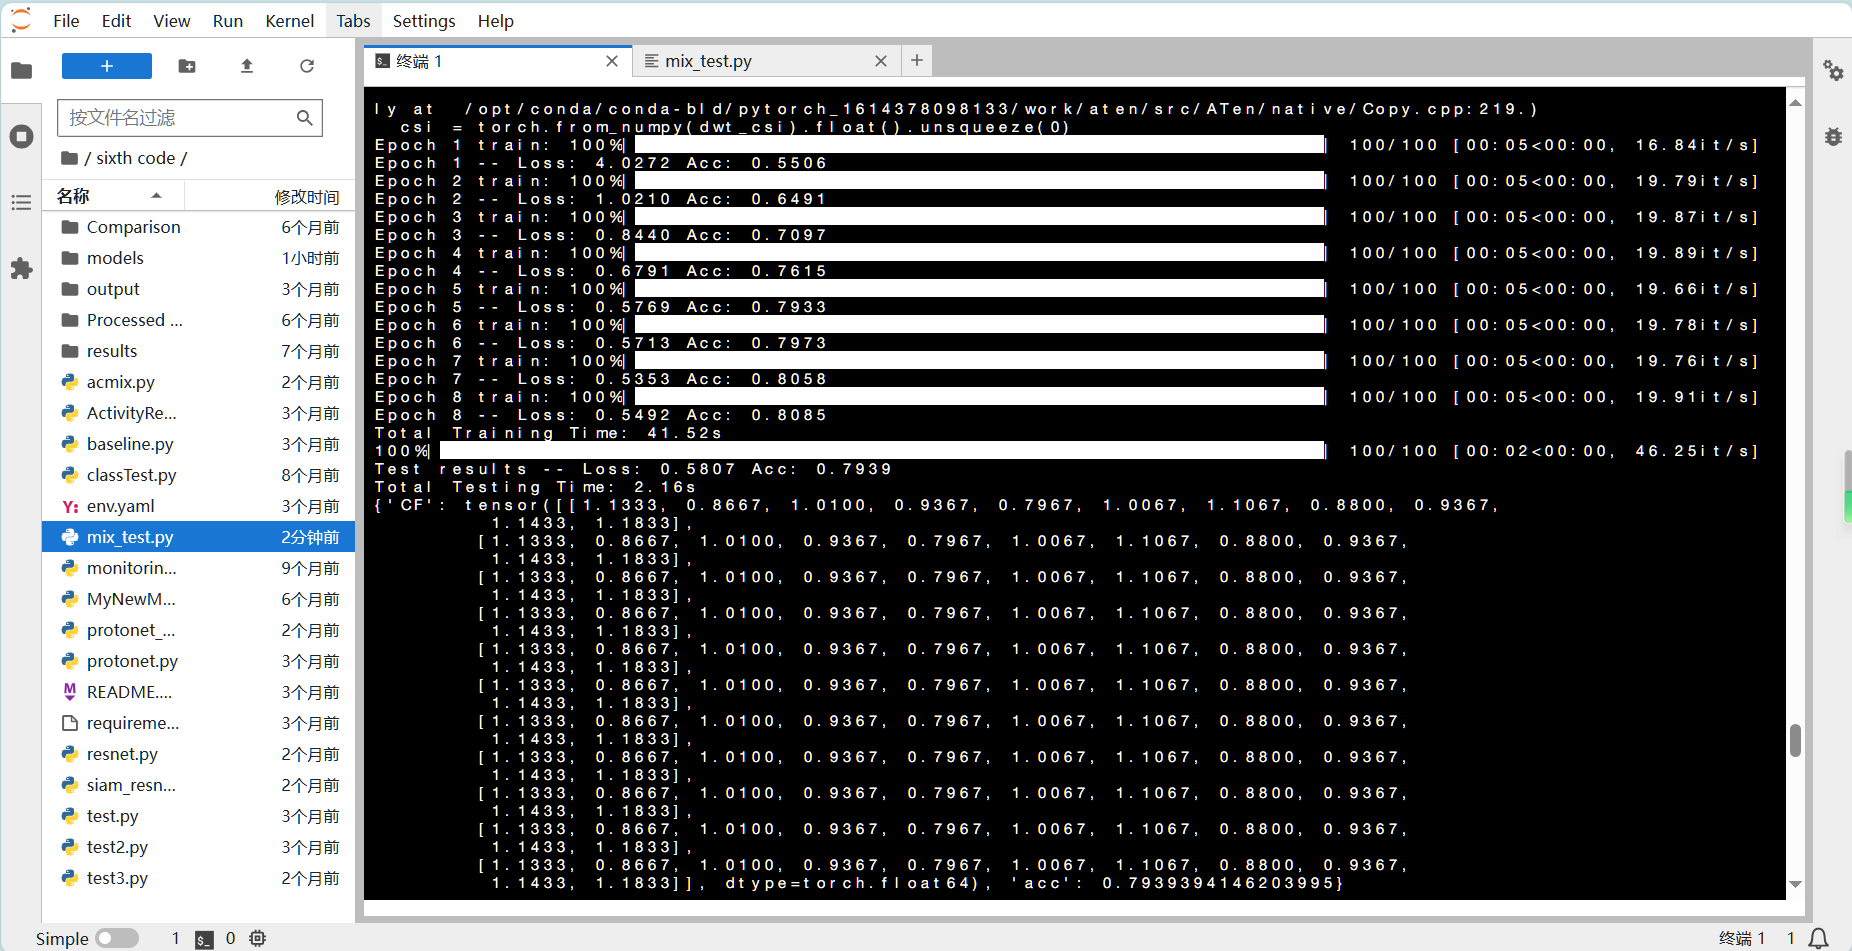 File Edit View Run Kernel Tabs Settings Help
+
按文件名过滤
/ sixth code /
名称 修改时间
Comparison 6个月前
models 1小时前
output 3个月前
Processed ... 6个月前
results 7个月前
acmix.py 2个月前
ActivityRe... 3个月前
baseline.py 3个月前
classTest.py 8个月前
Y: env.yaml 3个月前
mix_test.py 2分钟前
monitorin... 9个月前
MyNewM... 6个月前
protonet_... 2个月前
protonet.py 3个月前
README.... 3个月前
requireme... 3个月前
resnet.py 2个月前
siam_resn... 2个月前
test.py 3个月前
test2.py 3个月前
test3.py 2个月前
终端 1
mix_test.py
+
ly at  /opt/conda/conda-bld/pytorch_1614378098133/work/aten/src/ATen/native/Copy.cpp:219.)
csi = torch.from_numpy(dwt_csi).float().unsqueeze(0)
Epoch 1 train: 100%| | 100/100 [00:05<00:00, 16.84it/s]
Epoch 1 -- Loss: 4.0272 Acc: 0.5506
Epoch 2 train: 100%| | 100/100 [00:05<00:00, 19.79it/s]
Epoch 2 -- Loss: 1.0210 Acc: 0.6491
Epoch 3 train: 100%| | 100/100 [00:05<00:00, 19.87it/s]
Epoch 3 -- Loss: 0.8440 Acc: 0.7097
Epoch 4 train: 100%| | 100/100 [00:05<00:00, 19.89it/s]
Epoch 4 -- Loss: 0.6791 Acc: 0.7615
Epoch 5 train: 100%| | 100/100 [00:05<00:00, 19.66it/s]
Epoch 5 -- Loss: 0.5769 Acc: 0.7933
Epoch 6 train: 100%| | 100/100 [00:05<00:00, 19.78it/s]
Epoch 6 -- Loss: 0.5713 Acc: 0.7973
Epoch 7 train: 100%| | 100/100 [00:05<00:00, 19.76it/s]
Epoch 7 -- Loss: 0.5353 Acc: 0.8058
Epoch 8 train: 100%| | 100/100 [00:05<00:00, 19.91it/s]
Epoch 8 -- Loss: 0.5492 Acc: 0.8085
Total Training Time: 41.52s
100%| | 100/100 [00:02<00:00, 46.25it/s]
Test results -- Loss: 0.5807 Acc: 0.7939
Total Testing Time: 2.16s
{'CF': tensor([[1.1333, 0.8667, 1.0100, 0.9367, 0.7967, 1.0067, 1.1067, 0.8800, 0.9367,
1.1433, 1.1833],
[1.1333, 0.8667, 1.0100, 0.9367, 0.7967, 1.0067, 1.1067, 0.8800, 0.9367,
1.1433, 1.1833],
[1.1333, 0.8667, 1.0100, 0.9367, 0.7967, 1.0067, 1.1067, 0.8800, 0.9367,
1.1433, 1.1833],
[1.1333, 0.8667, 1.0100, 0.9367, 0.7967, 1.0067, 1.1067, 0.8800, 0.9367,
1.1433, 1.1833],
[1.1333, 0.8667, 1.0100, 0.9367, 0.7967, 1.0067, 1.1067, 0.8800, 0.9367,
1.1433, 1.1833],
[1.1333, 0.8667, 1.0100, 0.9367, 0.7967, 1.0067, 1.1067, 0.8800, 0.9367,
1.1433, 1.1833],
[1.1333, 0.8667, 1.0100, 0.9367, 0.7967, 1.0067, 1.1067, 0.8800, 0.9367,
1.1433, 1.1833],
[1.1333, 0.8667, 1.0100, 0.9367, 0.7967, 1.0067, 1.1067, 0.8800, 0.9367,
1.1433, 1.1833],
[1.1333, 0.8667, 1.0100, 0.9367, 0.7967, 1.0067, 1.1067, 0.8800, 0.9367,
1.1433, 1.1833],
[1.1333, 0.8667, 1.0100, 0.9367, 0.7967, 1.0067, 1.1067, 0.8800, 0.9367,
1.1433, 1.1833],
[1.1333, 0.8667, 1.0100, 0.9367, 0.7967, 1.0067, 1.1067, 0.8800, 0.9367,
1.1433, 1.1833]], dtype=torch.float64), 'acc': 0.7939394146203995}
Simple 1 $_ 0 终端 1 1